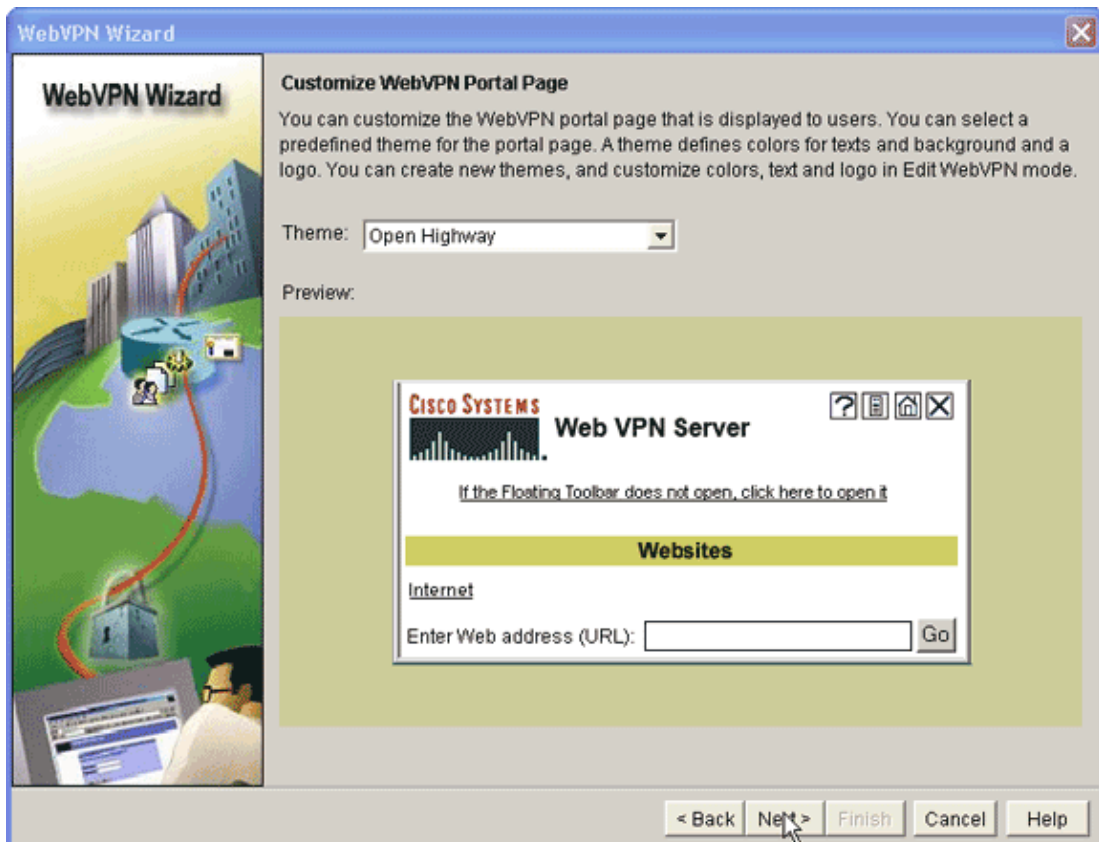 WebVPN Wizard
WebVPN Wizard
Customize WebVPN Portal Page
You can customize the WebVPN portal page that is displayed to users. You can select a
predefined theme for the portal page. A theme defines colors for texts and background and a
logo. You can create new themes, and customize colors, text and logo in Edit WebVPN mode.
Theme: Open Highway
Preview:
CISCO SYSTEMS
Web VPN Server
If the Floating Toolbar does not open, click here to open it
Websites
Internet
Enter Web address (URL): Go
< Back Next > Finish Cancel Help